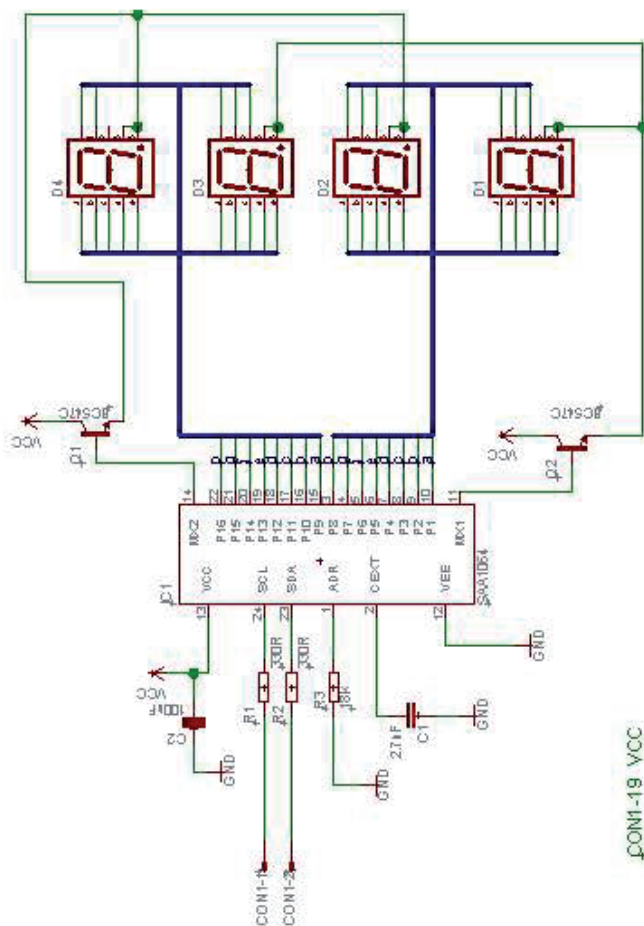 D4
D3
D2
D1
VCC
BC547C
Q1
VCC
BC547C
Q2
14
22
21
20
19
18
17
16
15
3
4
5
6
7
8
9
10
11
MX2
P16
P15
P14
P13
P12
P11
P10
P9
P8
P7
P6
P5
P4
P3
P2
P1
MX1
VCC
SCL
SDA
ADR
CEXT
VEE
IC1
SAA1064
13
24
23
1
2
12
VCC
100nF
C2
GND
330R
R1
330R
R2
R3
18k
GND
2.7nF
C1
GND
GND
CON1-1
CON1-2
CON1-19 VCC